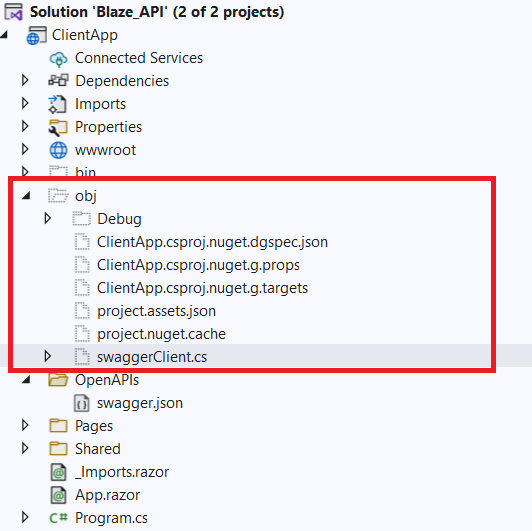 Solution 'Blaze_API' (2 of 2 projects)
ClientApp
Connected Services
Dependencies
Imports
Properties
wwwroot
bin
obj
Debug
ClientApp.csproj.nuget.dgspec.json
ClientApp.csproj.nuget.g.props
ClientApp.csproj.nuget.g.targets
project.assets.json
project.nuget.cache
swaggerClient.cs
OpenAPIs
swagger.json
Pages
Shared
_Imports.razor
App.razor
C# Program.cs